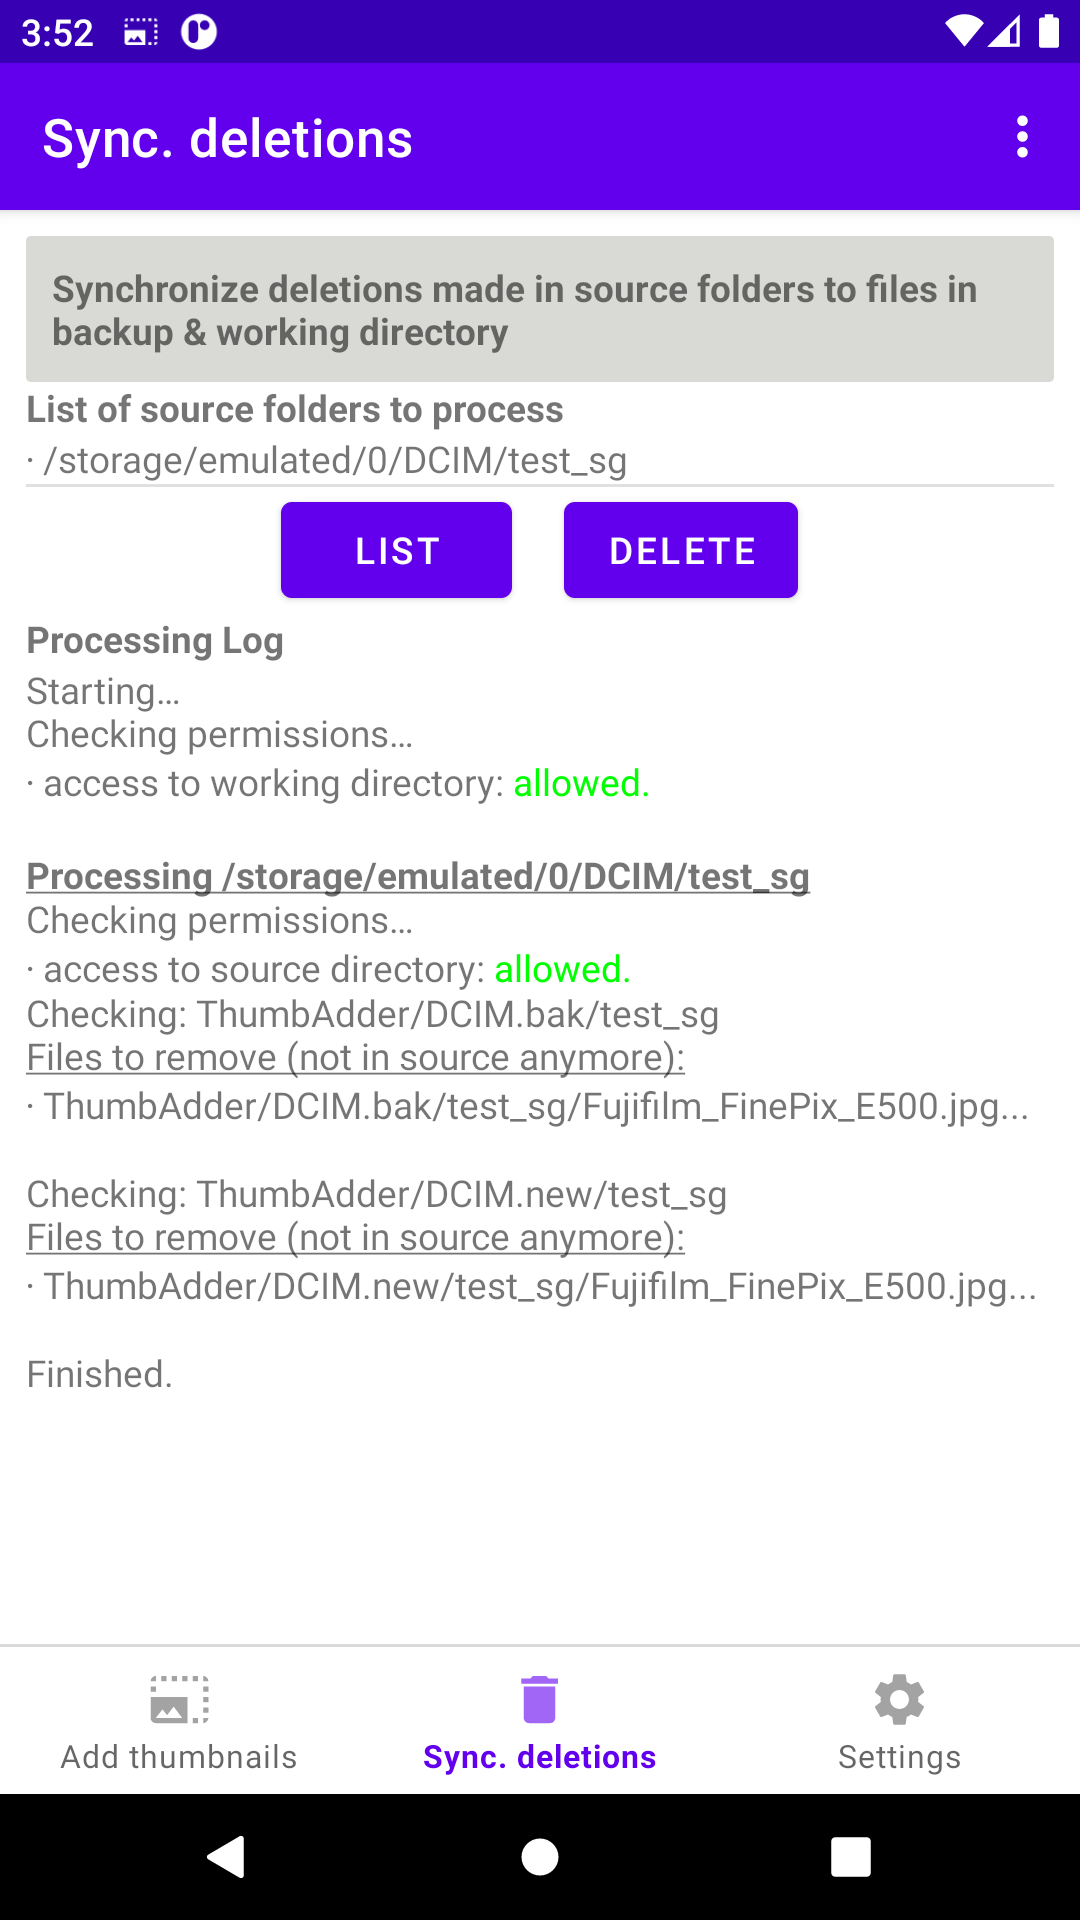 3:52
Sync. deletions
Synchronize deletions made in source folders to files in
backup & working directory
List of source folders to process
· /storage/emulated/0/DCIM/test_sg
LIST DELETE
Processing Log
Starting…
Checking permissions…
· access to working directory: allowed.
Processing /storage/emulated/0/DCIM/test_sg
Checking permissions…
· access to source directory: allowed.
Checking: ThumbAdder/DCIM.bak/test_sg
Files to remove (not in source anymore):
· ThumbAdder/DCIM.bak/test_sg/Fujifilm_FinePix_E500.jpg...
Checking: ThumbAdder/DCIM.new/test_sg
Files to remove (not in source anymore):
· ThumbAdder/DCIM.new/test_sg/Fujifilm_FinePix_E500.jpg...
Finished.
Add thumbnails Sync. deletions Settings